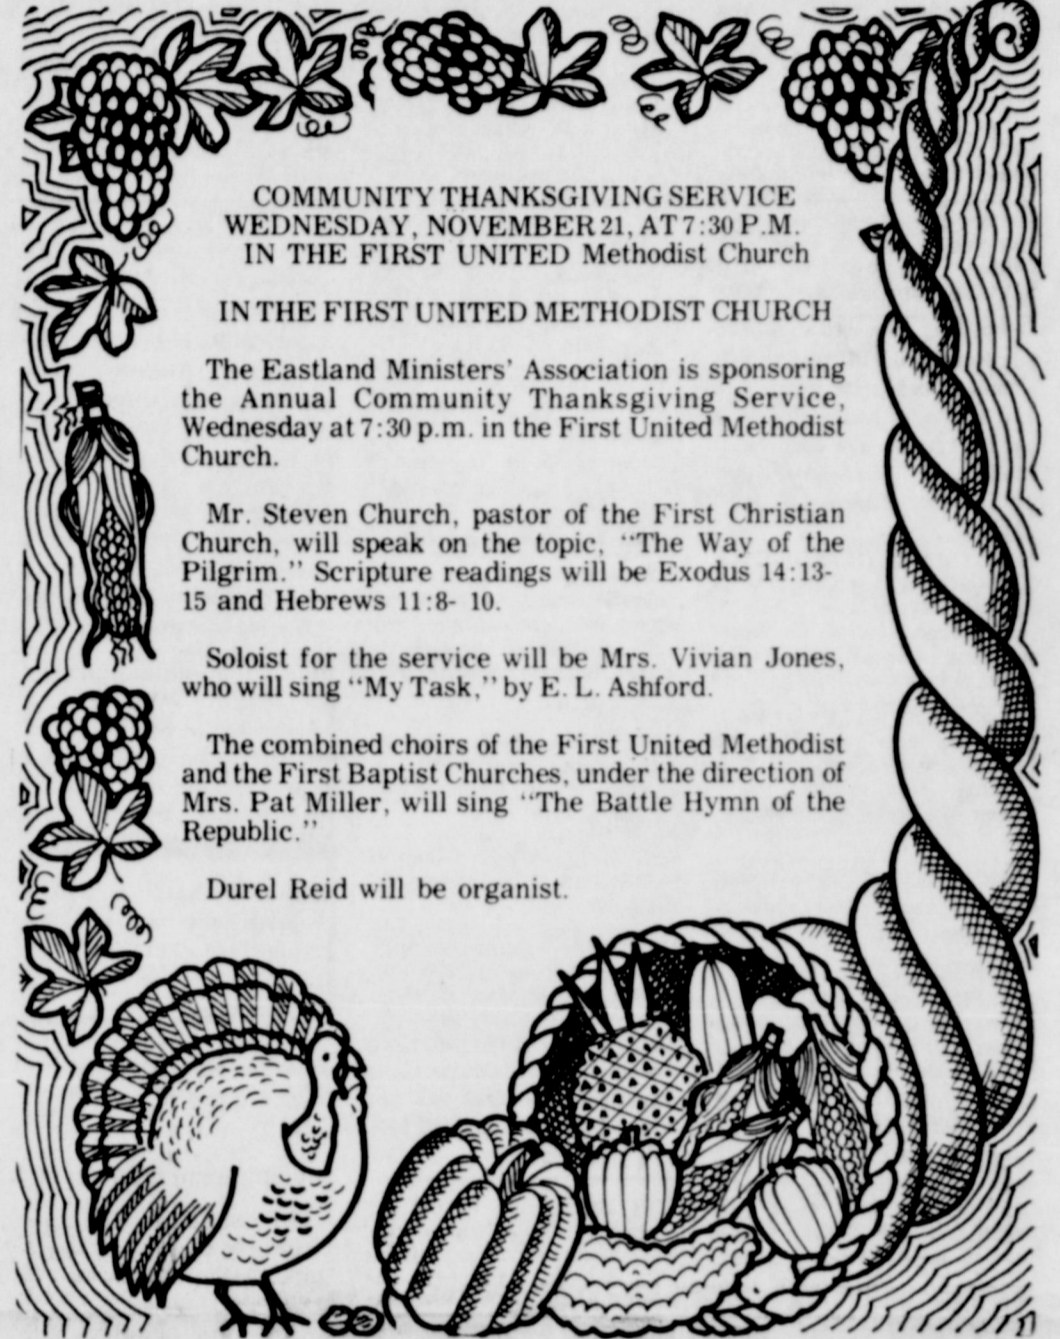 COMMUNITY THANKSGIVING SERVICE
WEDNESDAY, NOVEMBER 21, AT 7:30 P.M.
IN THE FIRST UNITED Methodist Church
IN THE FIRST UNITED METHODIST CHURCH
The Eastland Ministers' Association is sponsoring
the Annual Community Thanksgiving Service,
Wednesday at 7:30 p.m. in the First United Methodist
Church.
Mr. Steven Church, pastor of the First Christian
Church, will speak on the topic, "The Way of the
Pilgrim." Scripture readings will be Exodus 14:13-
15 and Hebrews 11:8- 10.
Soloist for the service will be Mrs. Vivian Jones,
who will sing "My Task," by E. L. Ashford.
The combined choirs of the First United Methodist
and the First Baptist Churches, under the direction of
Mrs. Pat Miller, will sing "The Battle Hymn of the
Republic."
Durel Reid will be organist.